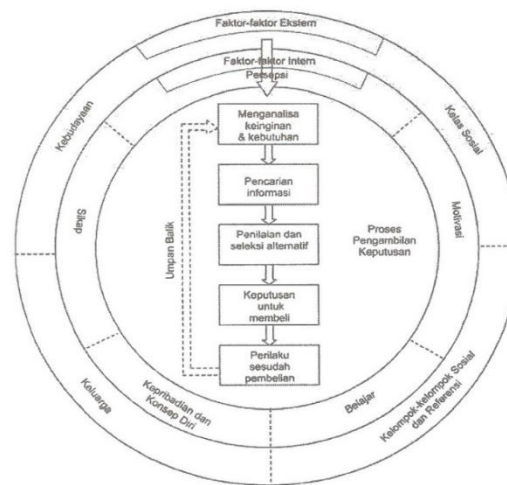 Faktor-faktor Ekstern
Faktor-faktor Intern
Persepsi
Kebudayaan
Kelas Sosial
Sikap
Motivasi
Menganalisa
keinginan
& kebutuhan
Pencarian
informasi
Penilaian dan
seleksi alternatif
Keputusan
untuk
membeli
Perilaku
sesudah
pembelian
Umpan Balik
Proses
Pengambilan
Keputusan
Keluarga
Kepribadian dan
Konsep Diri
Belajar
Kelompok-kelompok Sosial
dan Referensi